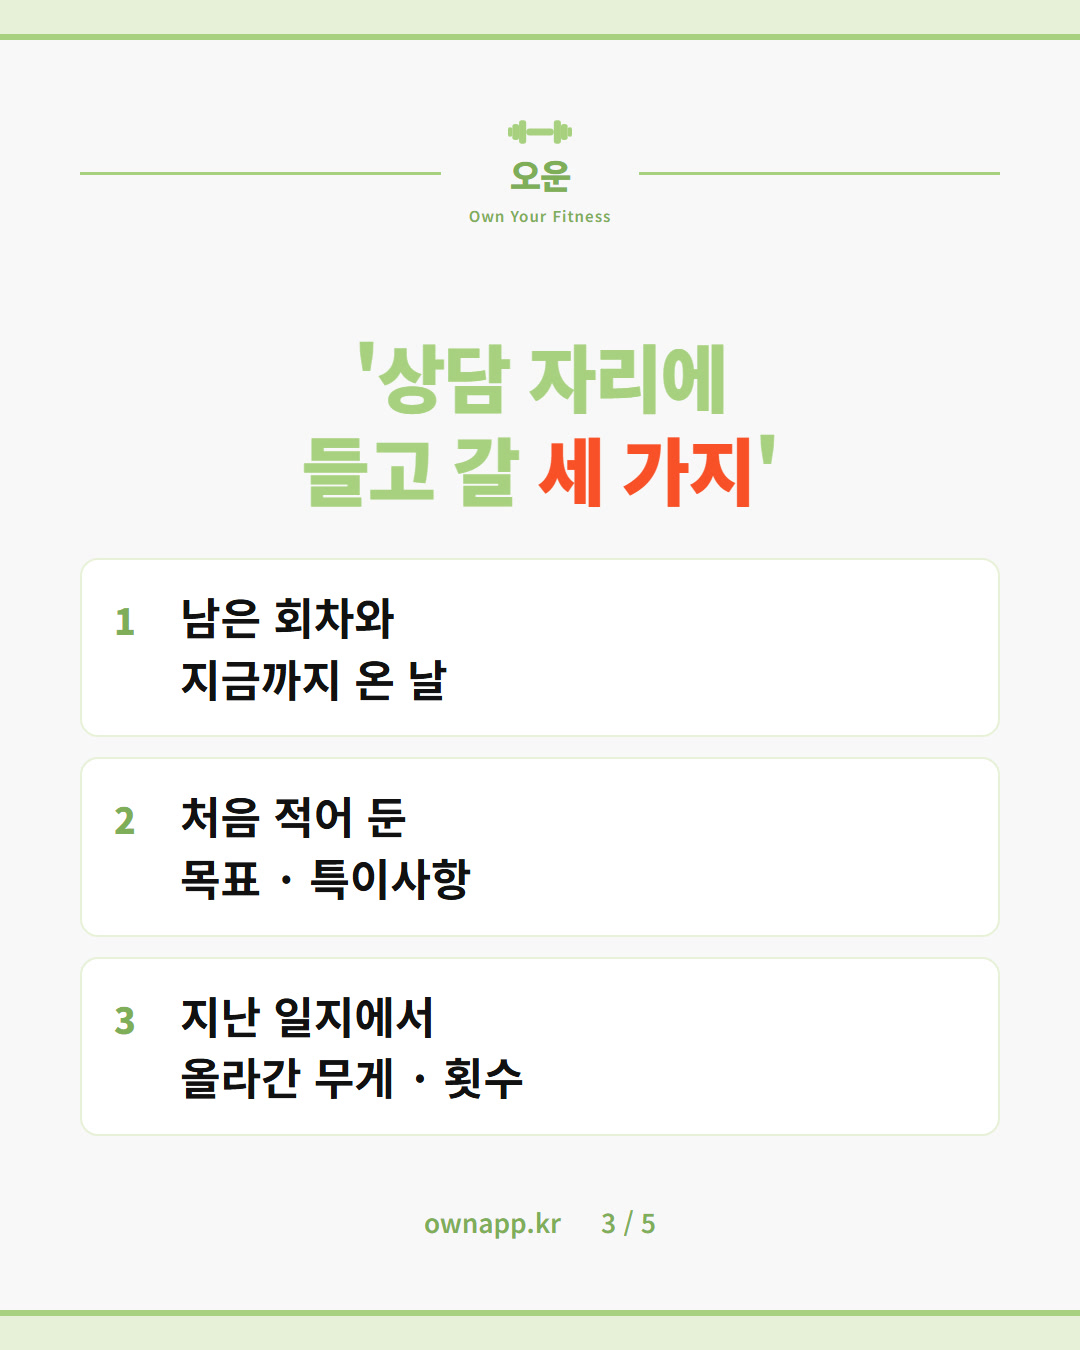 오운
Own Your Fitness
'상담 자리에
들고 갈 세 가지'
1 남은 회차와
지금까지 온 날
2 처음 적어 둔
목표 · 특이사항
3 지난 일지에서
올라간 무게 · 횟수
ownapp.kr 3 / 5